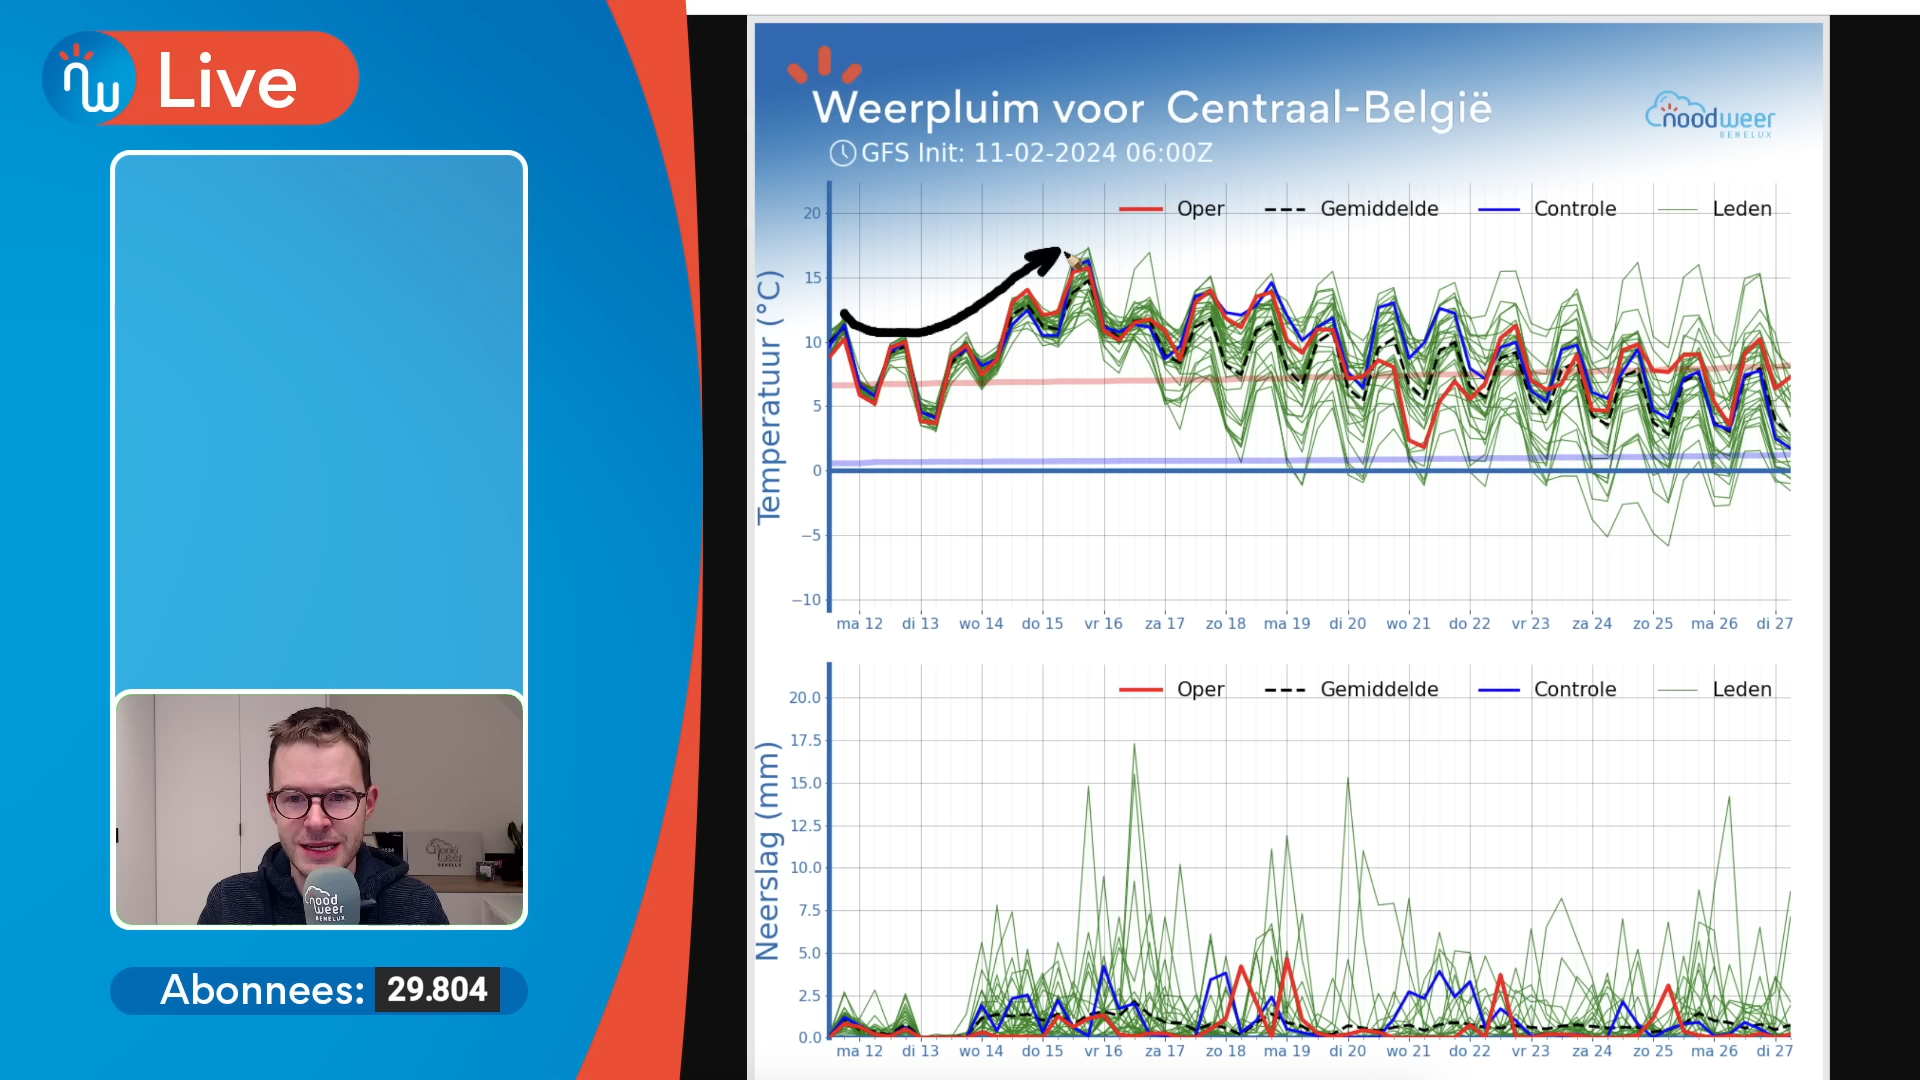 nw Live
Abonnees: 29.804
nood
weer
BENELUX
Weerpluim voor Centraal-België
noodweer
BENELUX
GFS Init: 11-02-2024 06:00Z
Oper Gemiddelde Controle Leden
Temperatuur (°C)
20
15
10
5
0
−5
−10
ma 12 di 13 wo 14 do 15 vr 16 za 17 zo 18 ma 19 di 20 wo 21 do 22 vr 23 za 24 zo 25 ma 26 di 27
Oper Gemiddelde Controle Leden
Neerslag (mm)
20.0
17.5
15.0
12.5
10.0
7.5
5.0
2.5
0.0
ma 12 di 13 wo 14 do 15 vr 16 za 17 zo 18 ma 19 di 20 wo 21 do 22 vr 23 za 24 zo 25 ma 26 di 27